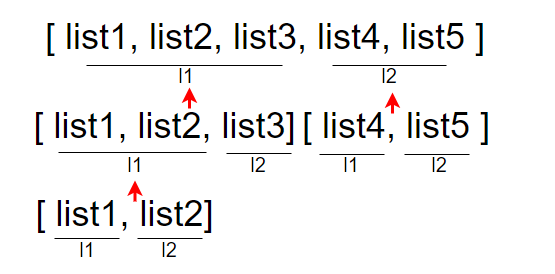 [ list1, list2, list3, list4, list5 ]
l1 l2
[ list1, list2, list3] [ list4, list5 ]
l1 l2 l1 l2
[ list1, list2]
l1 l2